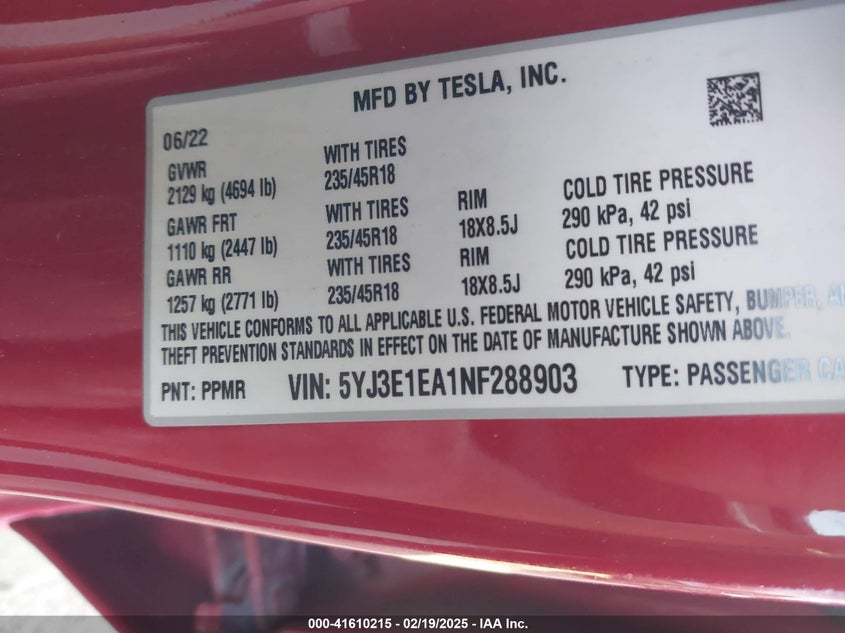 MFD BY TESLA, INC.
06/22
GVWR
2129 kg (4694 lb)
WITH TIRES
235/45R18
GAWR FRT
1110 kg (2447 lb)
WITH TIRES
235/45R18
RIM
18X8.5J
COLD TIRE PRESSURE
290 kPa, 42 psi
GAWR RR
1257 kg (2771 lb)
WITH TIRES
235/45R18
RIM
18X8.5J
COLD TIRE PRESSURE
290 kPa, 42 psi
THIS VEHICLE CONFORMS TO ALL APPLICABLE U.S. FEDERAL MOTOR VEHICLE SAFETY, BUMPER,
THEFT PREVENTION STANDARDS IN EFFECT ON THE DATE OF MANUFACTURE SHOWN ABOVE.
PNT: PPMR VIN: 5YJ3E1EA1NF288903 TYPE: PASSENGER
000-41610215 - 02/19/2025 - IAA Inc.